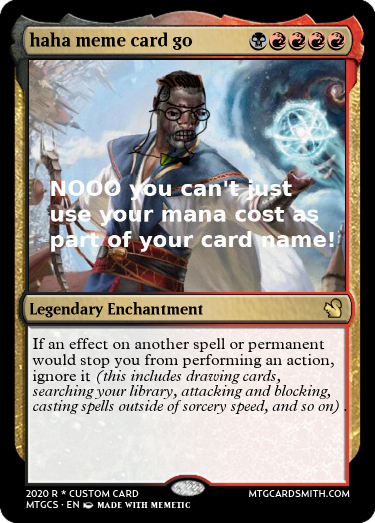 haha meme card go
NOOO you can't just
use your mana cost as
part of your card name!
Legendary Enchantment
If an effect on another spell or permanent
would stop you from performing an action,
ignore it (this includes drawing cards,
searching your library, attacking and blocking,
casting spells outside of sorcery speed, and so on) .
2020 R * CUSTOM CARD
MTGCARDSMITH.COM
MTGCS · EN MADE WITH MEMETIC